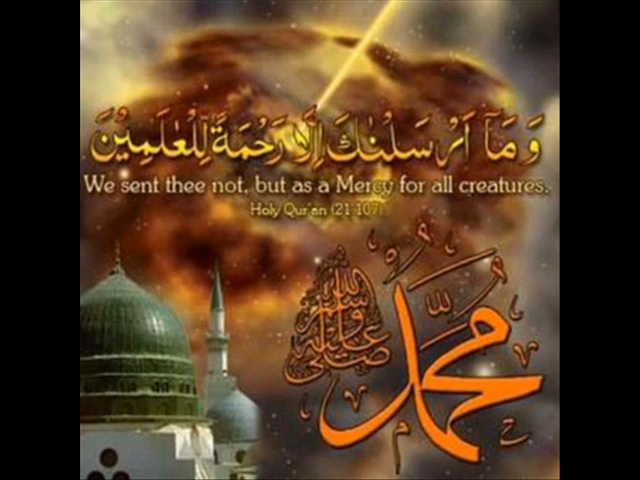 وَمَآ اَرْسَلْنٰكَ اِلَّا رَحْمَةً لِّلْعٰلَمِيْنَ
We sent thee not, but as a Mercy for all creatures.
Holy Qur'an (21:107)
محمد
صلى الله عليه وسلم